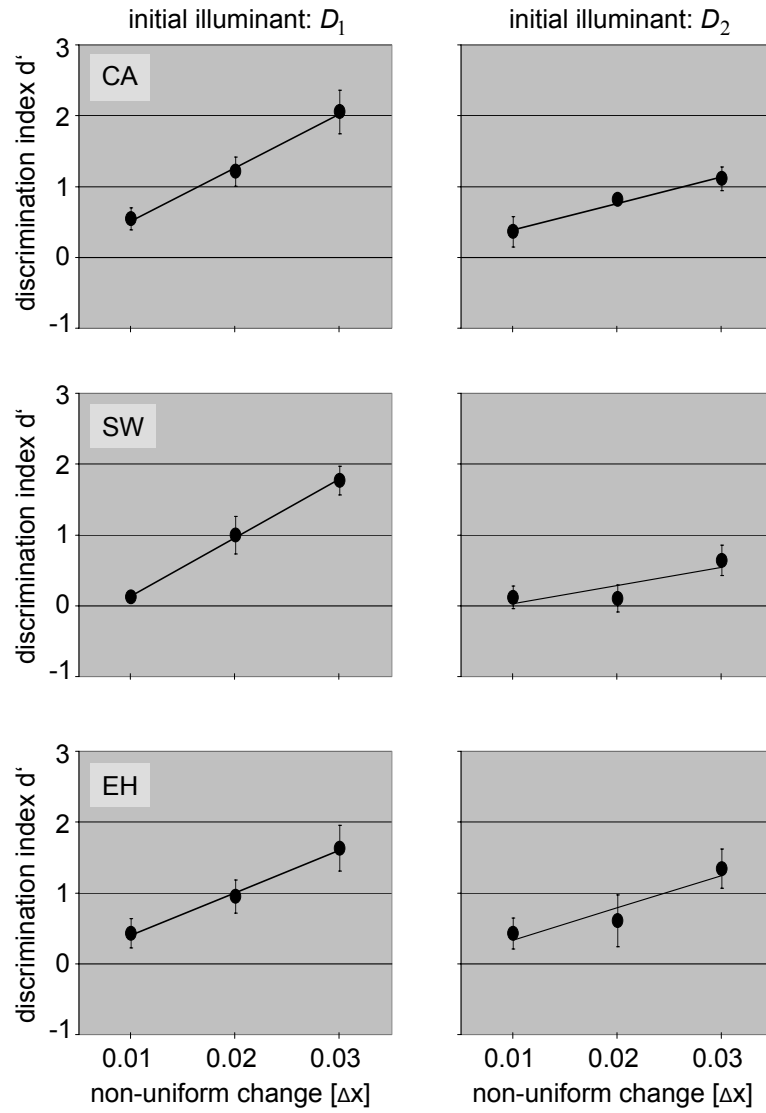 initial illuminant: D1 initial illuminant: D2
discrimination index d‘
3
2
1
0
-1
CA
discrimination index d‘
3
2
1
0
-1
SW
discrimination index d‘
3
2
1
0
-1
EH
0.01 0.02 0.03 0.01 0.02 0.03
non-uniform change [Δx] non-uniform change [Δx]